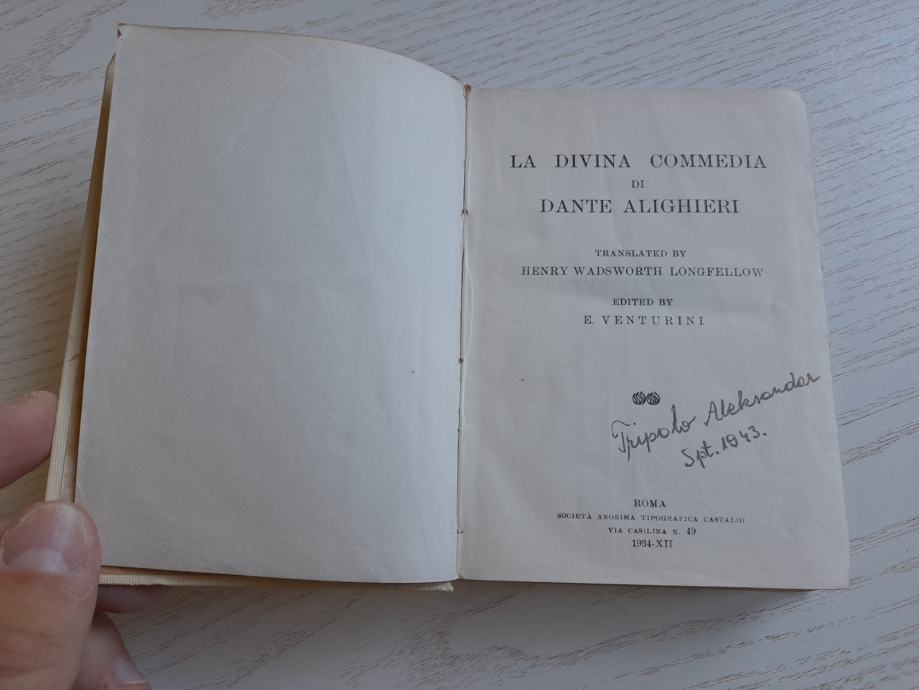 LA DIVINA COMMEDIA
DI
DANTE ALIGHIERI
TRANSLATED BY
HENRY WADSWORTH LONGFELLOW
EDITED BY
E. VENTURINI
Tripalo Aleksandar
Spt. 1943.
ROMA
SOCIETÀ ANONIMA TIPOGRAFICA CASTALDI
VIA CASILINA N. 49
1934-XII